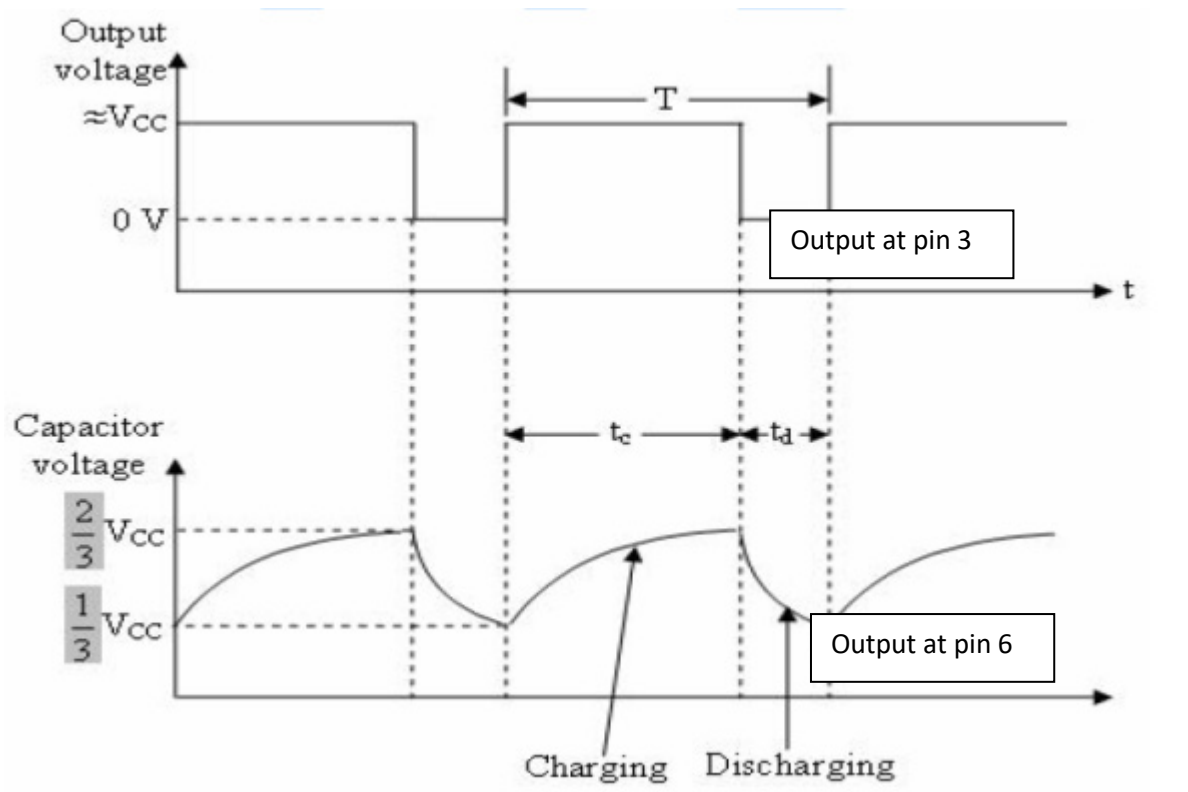 Output
voltage
≈VCC
T
0 V
Output at pin 3
t
Capacitor
voltage
tc
td
2/3 VCC
1/3 VCC
Output at pin 6
Charging
Discharging